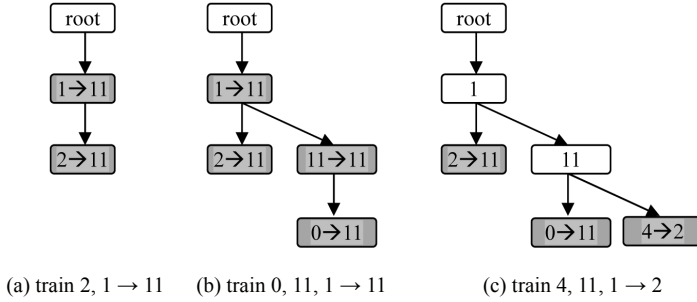 root root root
1→11 1→11 1
2→11 2→11 11→11 2→11 11
0→11 0→11 4→2
(a) train 2, 1 → 11 (b) train 0, 11, 1 → 11 (c) train 4, 11, 1 → 2